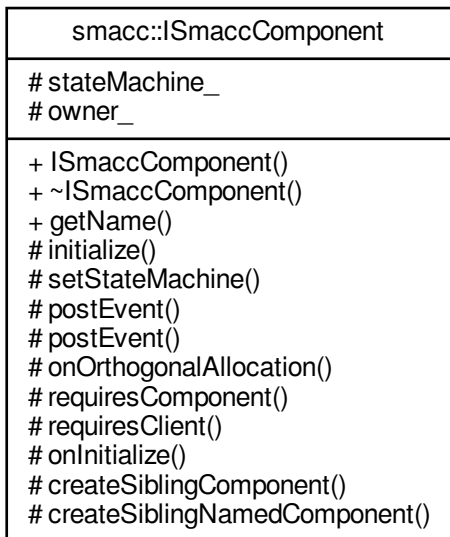 smacc::ISmaccComponent
# stateMachine_
# owner_
+ ISmaccComponent()
+ ~ISmaccComponent()
+ getName()
# initialize()
# setStateMachine()
# postEvent()
# postEvent()
# onOrthogonalAllocation()
# requiresComponent()
# requiresClient()
# onInitialize()
# createSiblingComponent()
# createSiblingNamedComponent()